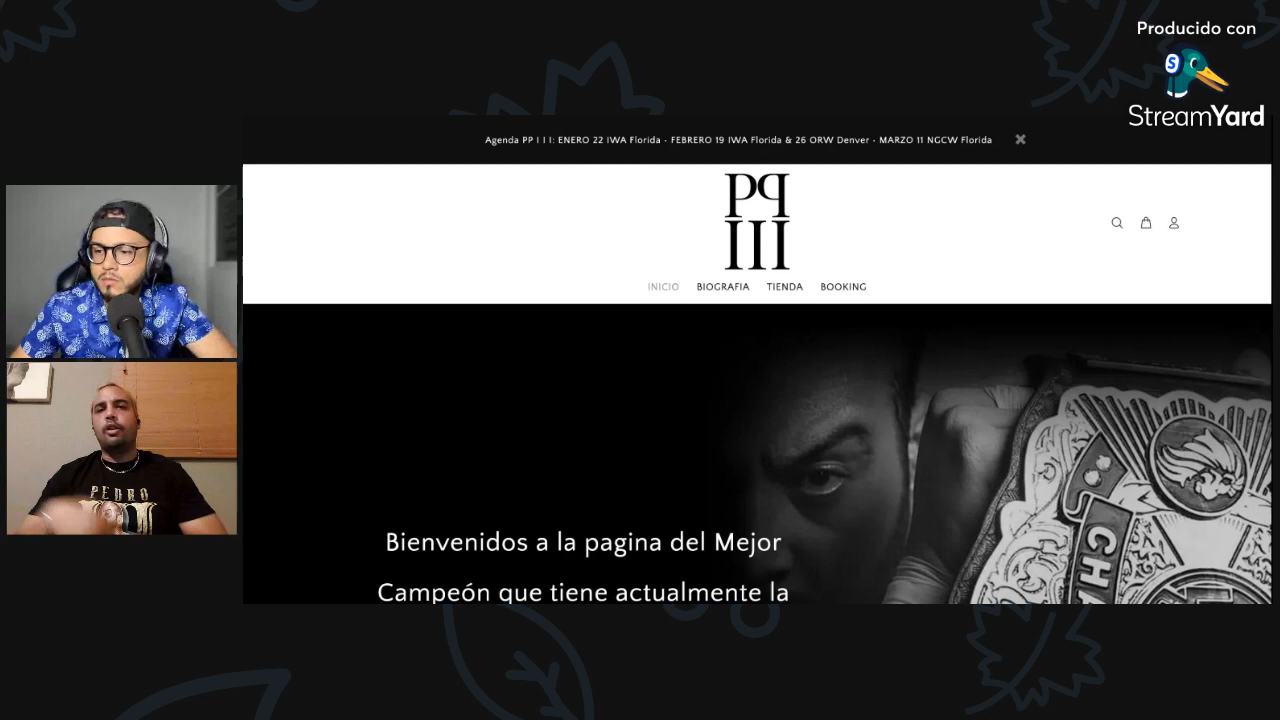 Producido con
S
StreamYard
Agenda PP I I I: ENERO 22 IWA Florida - FEBRERO 19 IWA Florida & 26 ORW Denver - MARZO 11 NGCW Florida
PP
III
INICIO BIOGRAFIA TIENDA BOOKING
PEDRO
Bienvenidos a la pagina del Mejor
Campeón que tiene actualmente la
CHA